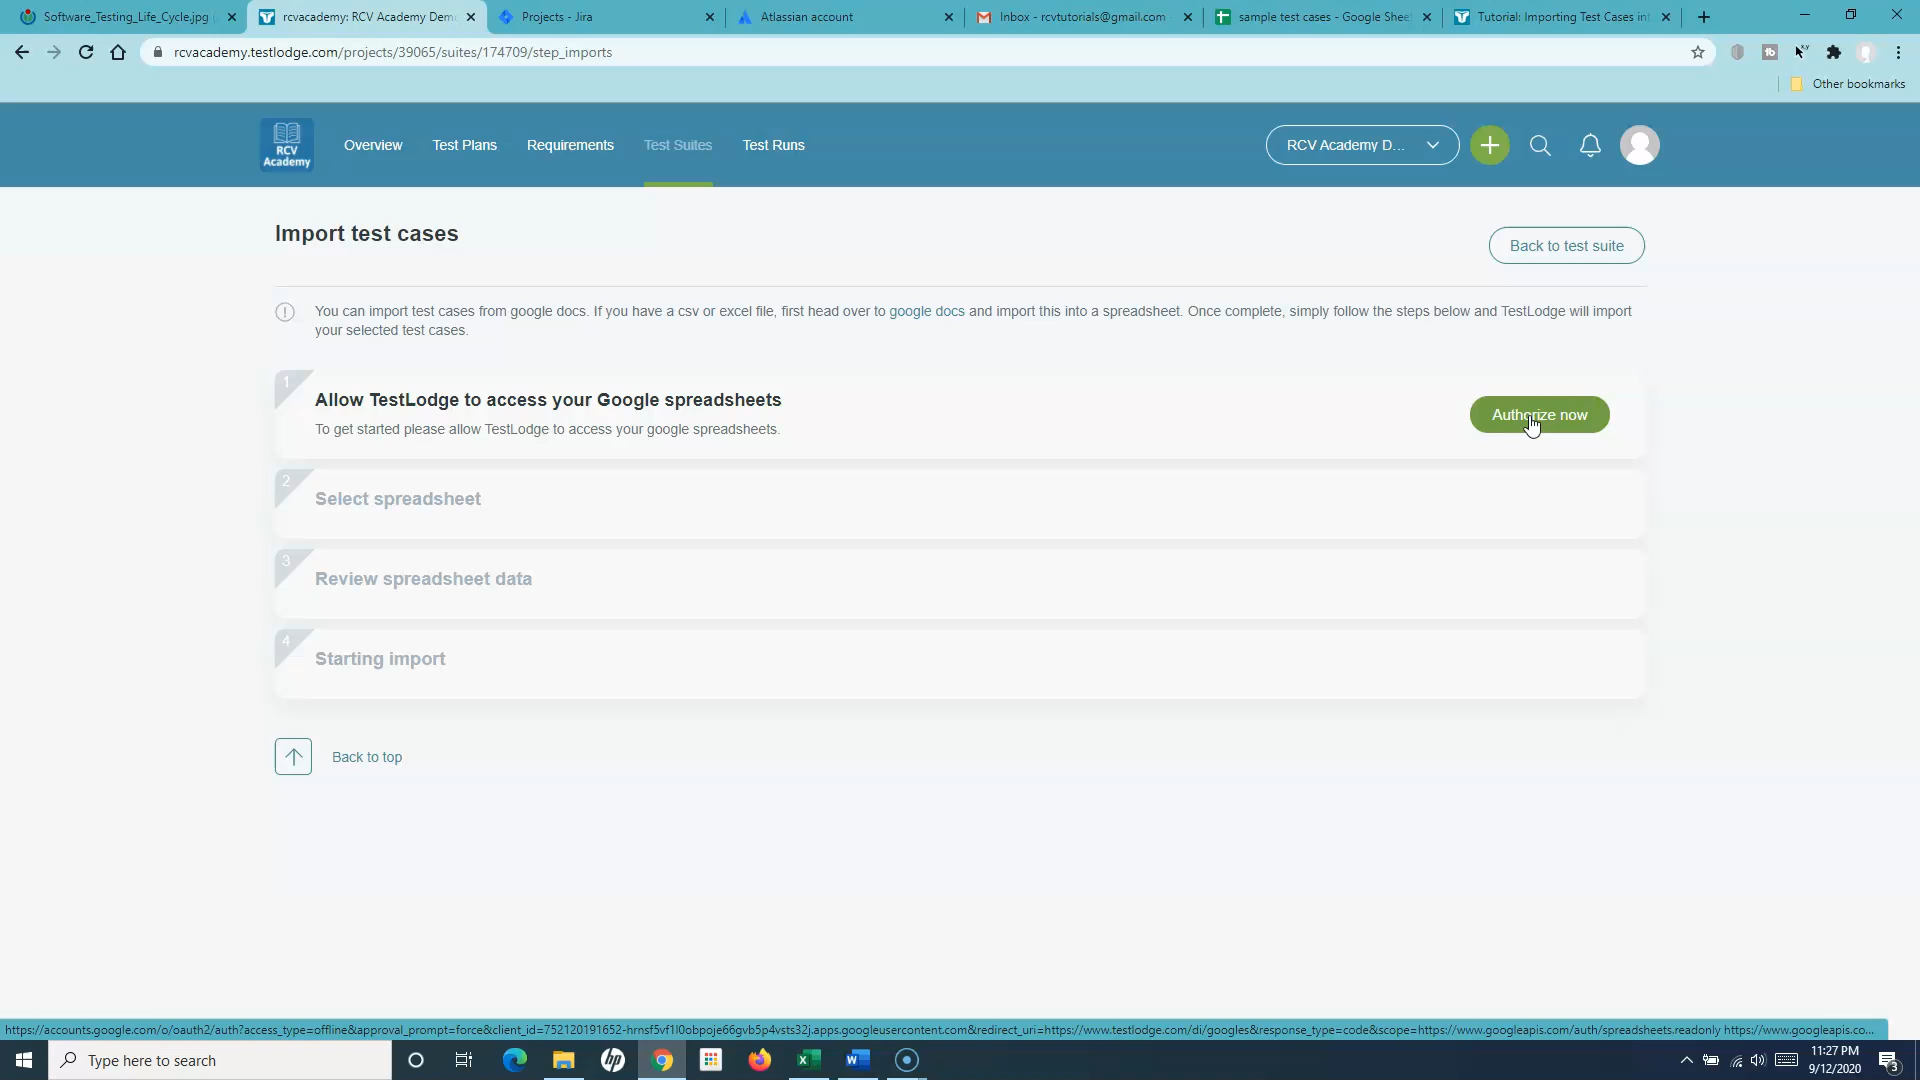 Software_Testing_Life_Cycle.jpg
rcvacademy: RCV Academy Dem
Projects - Jira
Atlassian account
Inbox - rcvtutorials@gmail.com
sample test cases - Google Shee
Tutorial: Importing Test Cases in
rcvacademy.testlodge.com/projects/39065/suites/174709/step_imports
Other bookmarks
RCV
Academy
Overview
Test Plans
Requirements
Test Suites
Test Runs
RCV Academy D...
Import test cases
Back to test suite
You can import test cases from google docs. If you have a csv or excel file, first head over to google docs and import this into a spreadsheet. Once complete, simply follow the steps below and TestLodge will import
your selected test cases.
1
Allow TestLodge to access your Google spreadsheets
To get started please allow TestLodge to access your google spreadsheets.
Authorize now
2
Select spreadsheet
3
Review spreadsheet data
4
Starting import
Back to top
https://accounts.google.com/o/oauth2/auth?access_type=offline&approval_prompt=force&client_id=752120191652-hrnsf5vf1l0obpoje66gvb5p4vsts32j.apps.googleusercontent.com&redirect_uri=https://www.testlodge.com/di/googles&response_type=code&scope=https://www.googleapis.com/auth/spreadsheets.readonly https://www.googleapis.co...
Type here to search
11:27 PM
9/12/2020
3